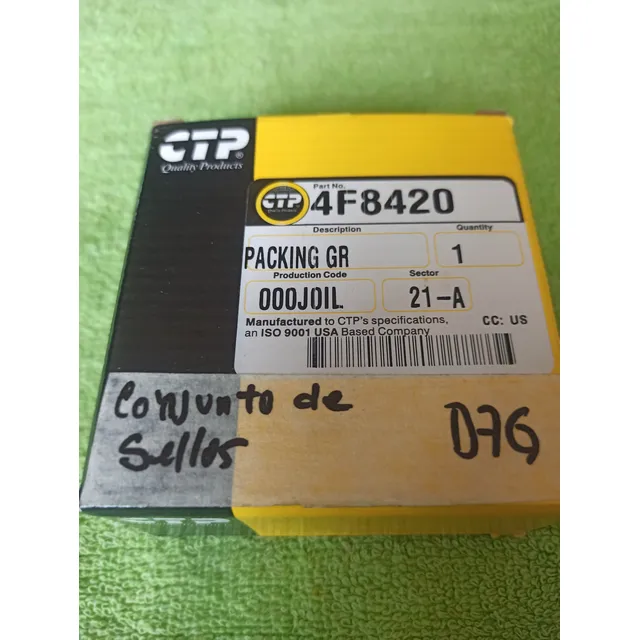 CTP®
Quality Products
CTP
Part No.
4F8420
Description
Quantity
PACKING GR
1
Production Code
Sector
000J0IL
21-A
Manufactured to CTP's specifications,
an ISO 9001 USA Based Company
CC: US
Conjunto de
Sellos
D7G
CTP